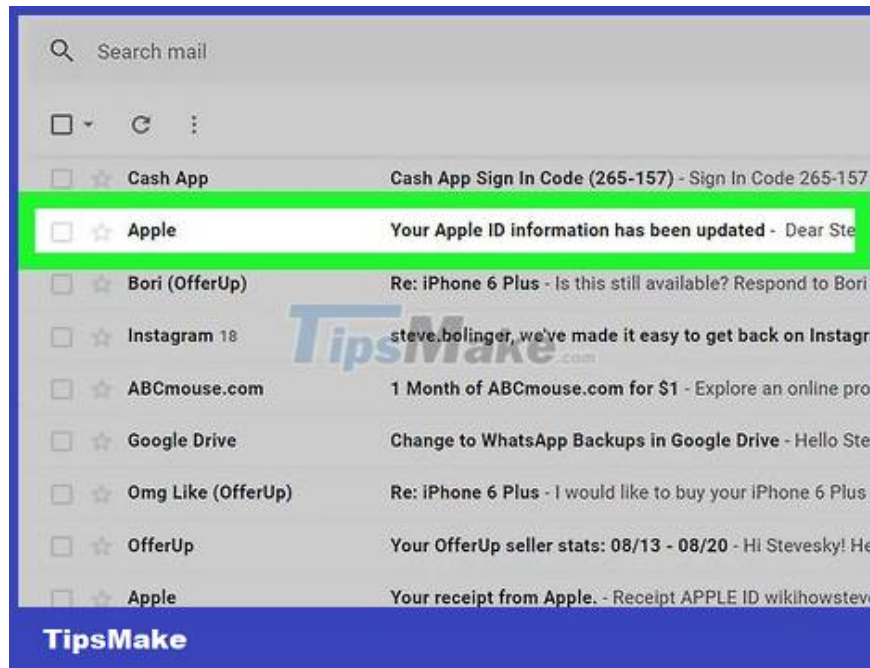 Search mail
Cash App Cash App Sign In Code (265-157) - Sign In Code 265-157
Apple Your Apple ID information has been updated - Dear Ste
Bori (OfferUp) Re: iPhone 6 Plus - Is this still available? Respond to Bori
Instagram 18 steve.bolinger, we've made it easy to get back on Instagr
TipsMake.com
ABCmouse.com 1 Month of ABCmouse.com for $1 - Explore an online pro
Google Drive Change to WhatsApp Backups in Google Drive - Hello Ste
Omg Like (OfferUp) Re: iPhone 6 Plus - I would like to buy your iPhone 6 Plus
OfferUp Your OfferUp seller stats: 08/13 - 08/20 - Hi Stevesky! He
Apple Your receipt from Apple. - Receipt APPLE ID wikihowsteve
TipsMake